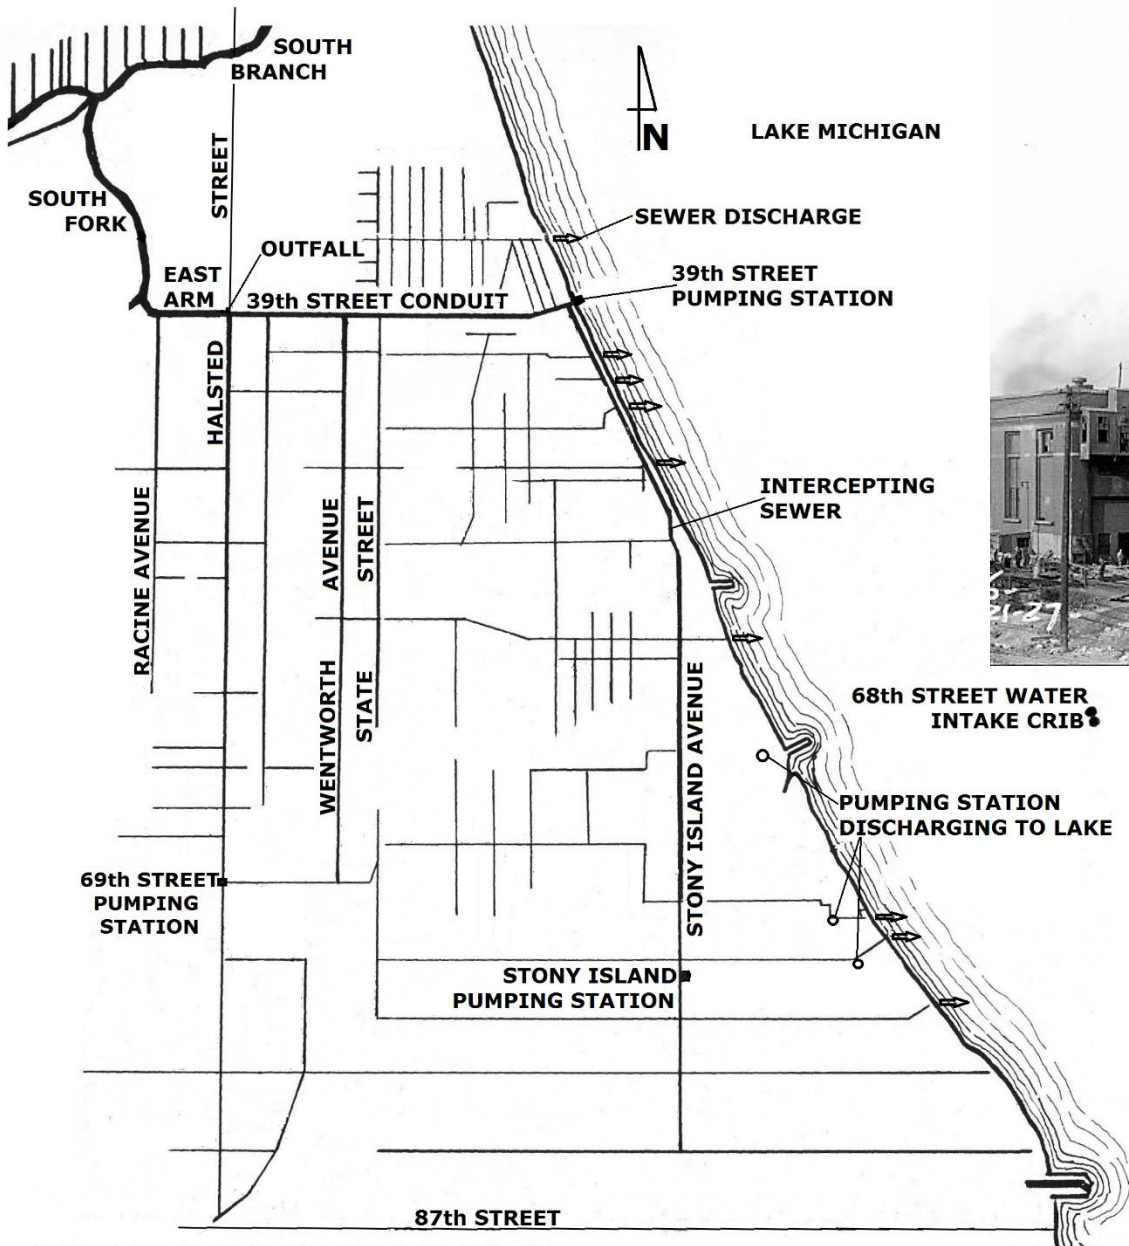 SOUTH
BRANCH
N
LAKE MICHIGAN
SOUTH
FORK
STREET
SEWER DISCHARGE
OUTFALL
EAST
ARM
39th STREET CONDUIT
39th STREET
PUMPING STATION
HALSTED
INTERCEPTING
SEWER
RACINE AVENUE
WENTWORTH
AVENUE
STATE
STREET
STONY ISLAND AVENUE
21-27
68th STREET WATER
INTAKE CRIB
PUMPING STATION
DISCHARGING TO LAKE
69th STREET
PUMPING
STATION
STONY ISLAND
PUMPING STATION
87th STREET